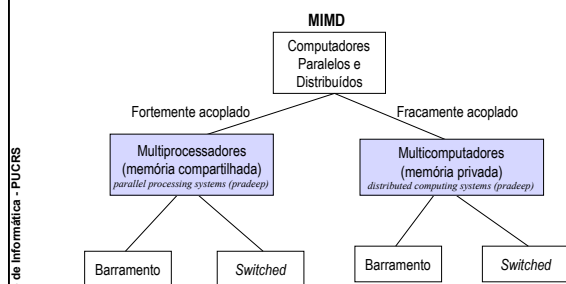 MIMD
Computadores
Paralelos e
Distribuídos
Fortemente acoplado
Fracamente acoplado
Multiprocessadores
(memória compartilhada)
parallel processing systems (pradeep)
Multicomputadores
(memória privada)
distributed computing systems (pradeep)
Barramento
Switched
Barramento
Switched
de Informática - PUCRS